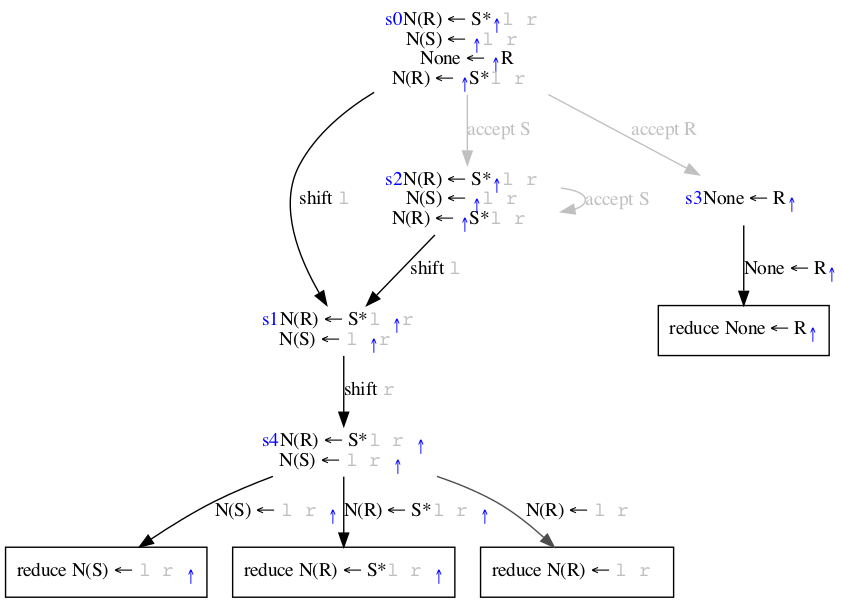 s0N(R) ← S*↑l r
N(S) ← ↑l r
None ← ↑R
N(R) ← ↑S*l r
accept S
accept R
s2N(R) ← S*↑l r
N(S) ← ↑l r
N(R) ← ↑S*l r
accept S
shift l
s3None ← R↑
shift l
None ← R↑
s1N(R) ← S*l ↑r
N(S) ← l ↑r
reduce None ← R↑
shift r
s4N(R) ← S*l r ↑
N(S) ← l r ↑
N(S) ← l r ↑
N(R) ← S*l r ↑
N(R) ← l r
reduce N(S) ← l r ↑
reduce N(R) ← S*l r ↑
reduce N(R) ← l r